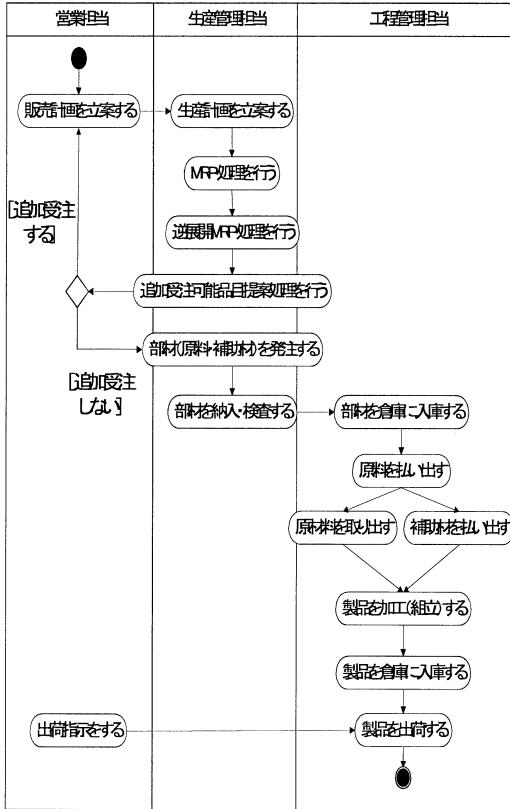 営業担当
生産管理担当
工程管理担当
販売計画を立案する
生産計画を立案する
MRP処理を行う
[追加受注
する]
逆展開MRP処理を行う
追加受注可能品目提案処理を行う
部材(原料・補助材)を発注する
[追加受注
しない]
部材を納入・検査する
部材を倉庫に入庫する
原料を払い出す
原材料を取り出す
補助材を払い出す
製品を加工(組立)する
製品を倉庫に入庫する
出荷指示をする
製品を出荷する